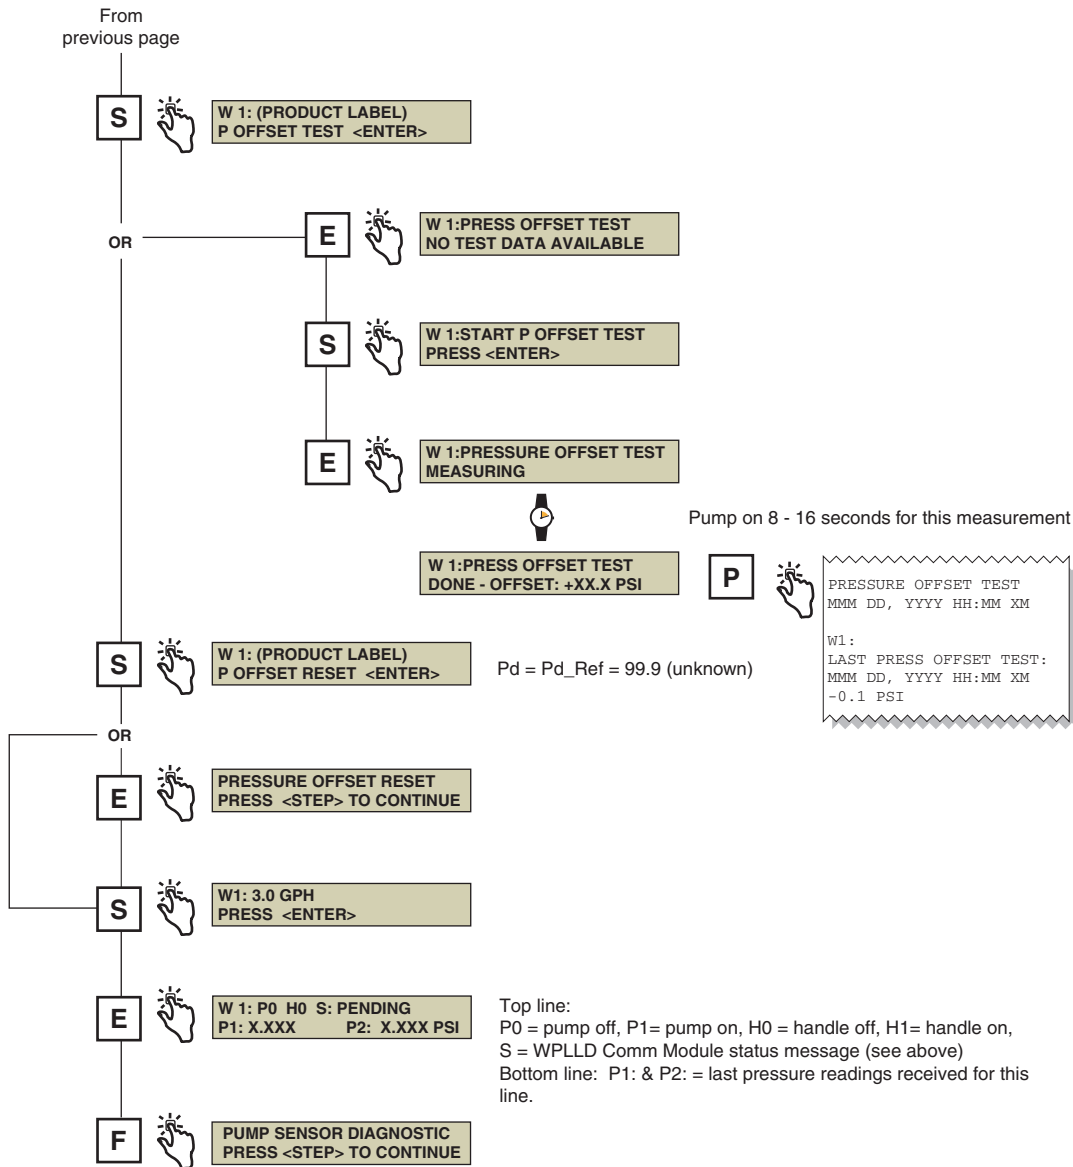 From
previous page
S
W 1: (PRODUCT LABEL)
P OFFSET TEST <ENTER>
OR
E
W 1:PRESS OFFSET TEST
NO TEST DATA AVAILABLE
S
W 1:START P OFFSET TEST
PRESS <ENTER>
E
W 1:PRESSURE OFFSET TEST
MEASURING
Pump on 8 - 16 seconds for this measurement
W 1:PRESS OFFSET TEST
DONE - OFFSET: +XX.X PSI
P
PRESSURE OFFSET TEST
MMM DD, YYYY HH:MM XM
W1:
LAST PRESS OFFSET TEST:
MMM DD, YYYY HH:MM XM
-0.1 PSI
S
W 1: (PRODUCT LABEL)
P OFFSET RESET <ENTER>
Pd = Pd_Ref = 99.9 (unknown)
OR
E
PRESSURE OFFSET RESET
PRESS <STEP> TO CONTINUE
S
W1: 3.0 GPH
PRESS <ENTER>
E
W 1: P0 H0 S: PENDING
P1: X.XXX P2: X.XXX PSI
Top line:
P0 = pump off, P1= pump on, H0 = handle off, H1= handle on,
S = WPLLD Comm Module status message (see above)
Bottom line: P1: & P2: = last pressure readings received for this
line.
F
PUMP SENSOR DIAGNOSTIC
PRESS <STEP> TO CONTINUE